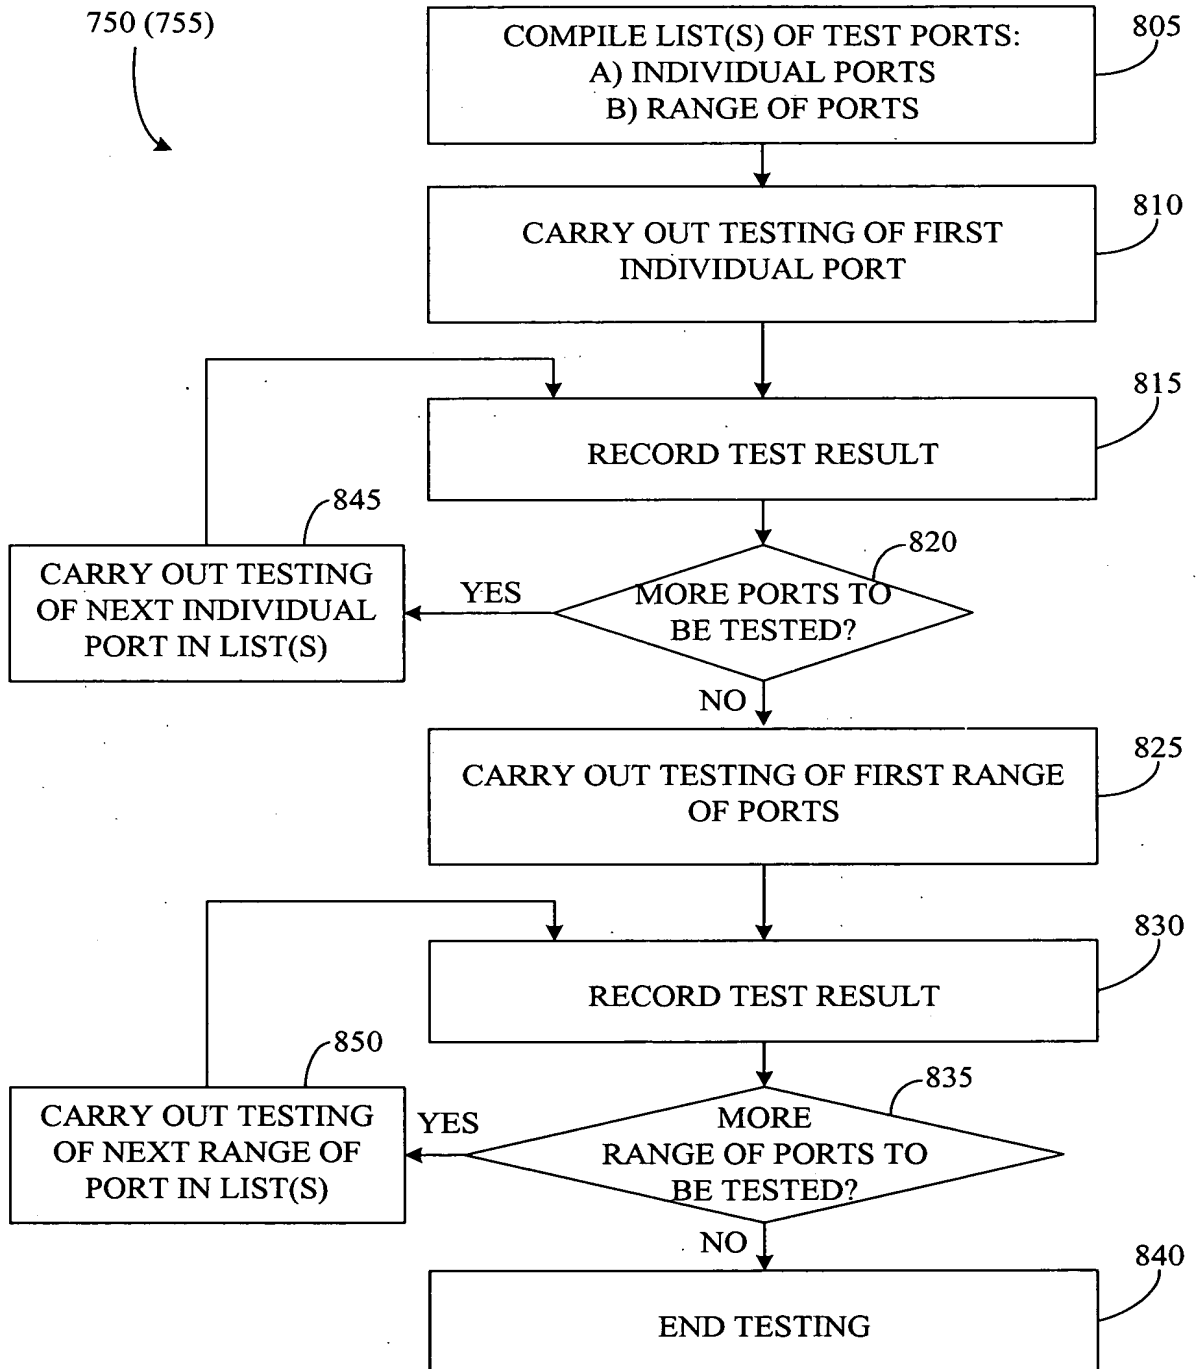 750 (755)
COMPILE LIST(S) OF TEST PORTS:
A) INDIVIDUAL PORTS
B) RANGE OF PORTS
805
CARRY OUT TESTING OF FIRST
INDIVIDUAL PORT
810
RECORD TEST RESULT
815
MORE PORTS TO
BE TESTED?
820
YES
CARRY OUT TESTING
OF NEXT INDIVIDUAL
PORT IN LIST(S)
845
NO
CARRY OUT TESTING OF FIRST RANGE
OF PORTS
825
RECORD TEST RESULT
830
MORE
RANGE OF PORTS TO
BE TESTED?
835
YES
CARRY OUT TESTING
OF NEXT RANGE OF
PORT IN LIST(S)
850
NO
END TESTING
840